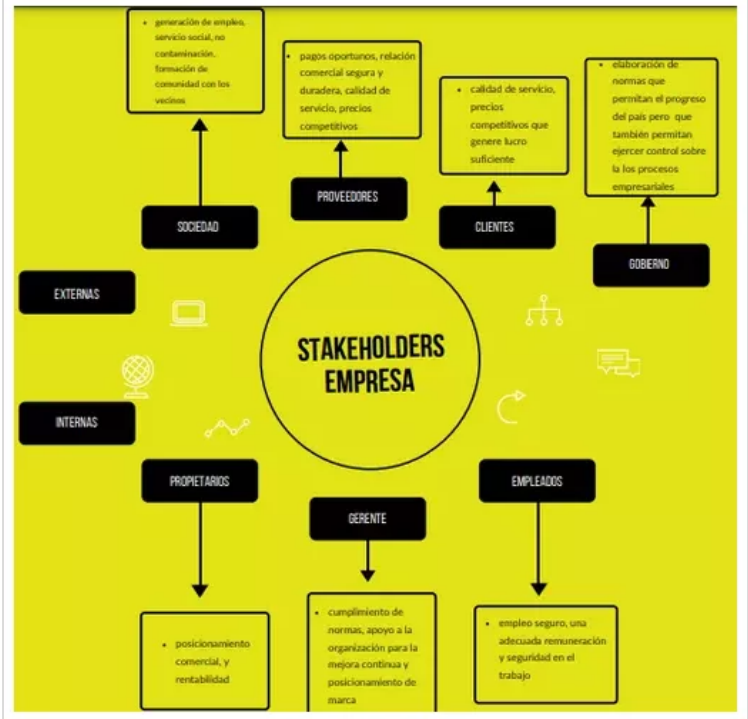 generación de empleo,
servicio social, no
contaminación,
formación de
comunidad con los
vecinos
pagos oportunos, relación
comercial segura y
duradera, calidad de
servicio, precios
competitivos
calidad de servicio,
precios
competitivos que
genere lucro
suficiente
elaboración de
normas que
permitan el progreso
del país pero que
también permitan
ejercer control sobre
la los procesos
empresariales
SOCIEDAD
PROVEEDORES
CLIENTES
GOBIERNO
EXTERNAS
STAKEHOLDERS
EMPRESA
INTERNAS
PROPIETARIOS
GERENTE
EMPLEADOS
posicionamiento
comercial, y
rentabilidad
cumplimiento de
normas, apoyo a la
organización para la
mejora continua y
posicionamiento de
marca
empleo seguro, una
adecuada remuneración
y seguridad en el
trabajo